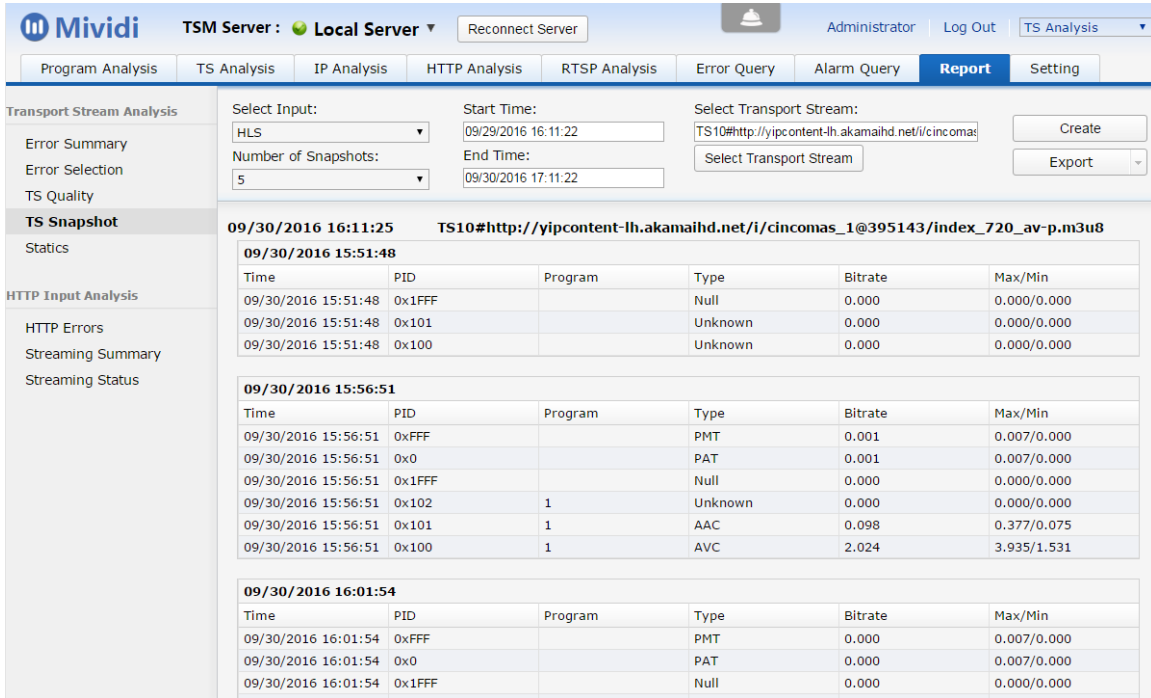 Mividi
TSM Server : Local Server Reconnect Server Administrator Log Out TS Analysis
Program Analysis TS Analysis IP Analysis HTTP Analysis RTSP Analysis Error Query Alarm Query Report Setting
Transport Stream Analysis
Error Summary
Error Selection
TS Quality
TS Snapshot
Statics
HTTP Input Analysis
HTTP Errors
Streaming Summary
Streaming Status
Select Input: Start Time: Select Transport Stream:
HLS 09/29/2016 16:11:22 TS10#http://yipcontent-lh.akamaihd.net/i/cincomas Create
Number of Snapshots: End Time: Select Transport Stream Export
5 09/30/2016 17:11:22
09/30/2016 16:11:25 TS10#http://yipcontent-lh.akamaihd.net/i/cincomas_1@395143/index_720_av-p.m3u8
09/30/2016 15:51:48
Time PID Program Type Bitrate Max/Min
09/30/2016 15:51:48 0x1FFF Null 0.000 0.000/0.000
09/30/2016 15:51:48 0x101 Unknown 0.000 0.000/0.000
09/30/2016 15:51:48 0x100 Unknown 0.000 0.000/0.000
09/30/2016 15:56:51
Time PID Program Type Bitrate Max/Min
09/30/2016 15:56:51 0xFFF PMT 0.001 0.007/0.000
09/30/2016 15:56:51 0x0 PAT 0.001 0.007/0.000
09/30/2016 15:56:51 0x1FFF Null 0.000 0.000/0.000
09/30/2016 15:56:51 0x102 1 Unknown 0.000 0.000/0.000
09/30/2016 15:56:51 0x101 1 AAC 0.098 0.377/0.075
09/30/2016 15:56:51 0x100 1 AVC 2.024 3.935/1.531
09/30/2016 16:01:54
Time PID Program Type Bitrate Max/Min
09/30/2016 16:01:54 0xFFF PMT 0.000 0.007/0.000
09/30/2016 16:01:54 0x0 PAT 0.000 0.007/0.000
09/30/2016 16:01:54 0x1FFF Null 0.000 0.000/0.000